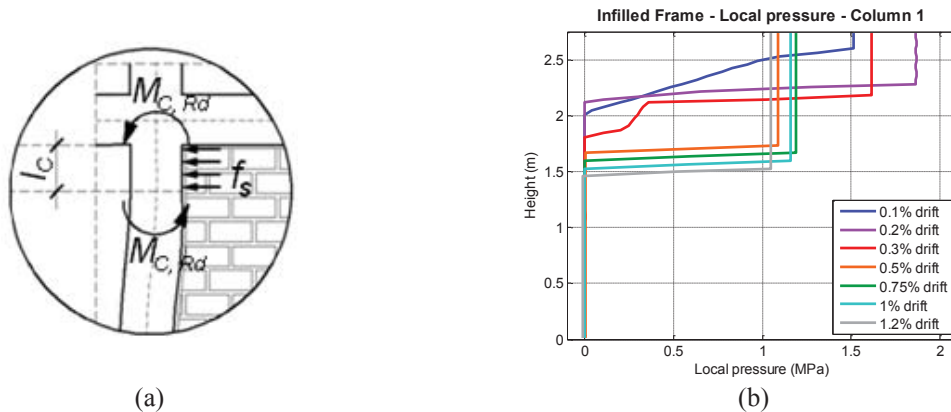 M_C, Rd
l_c
f_s
M_C, Rd
(a)
Infilled Frame - Local pressure - Column 1
2.5
2
1.5
1
0.5
0
Height (m)
0.1% drift
0.2% drift
0.3% drift
0.5% drift
0.75% drift
1% drift
1.2% drift
0 0.5 1 1.5 2
Local pressure (MPa)
(b)